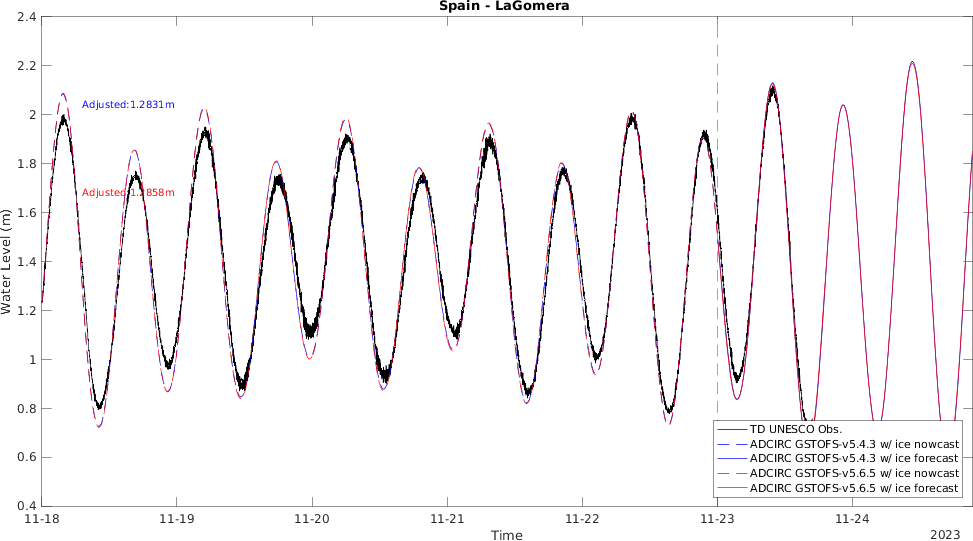 Spain - LaGomera
2.4
2.2
2
1.8
1.6
1.4
1.2
1
0.8
0.6
0.4
Water Level (m)
Adjusted:1.2831m
Adjusted:1.2858m
TD UNESCO Obs.
ADCIRC GSTOFS-v5.4.3 w/ ice nowcast
ADCIRC GSTOFS-v5.4.3 w/ ice forecast
ADCIRC GSTOFS-v5.6.5 w/ ice nowcast
ADCIRC GSTOFS-v5.6.5 w/ ice forecast
11-18 11-19 11-20 11-21 11-22 11-23 11-24
Time
2023